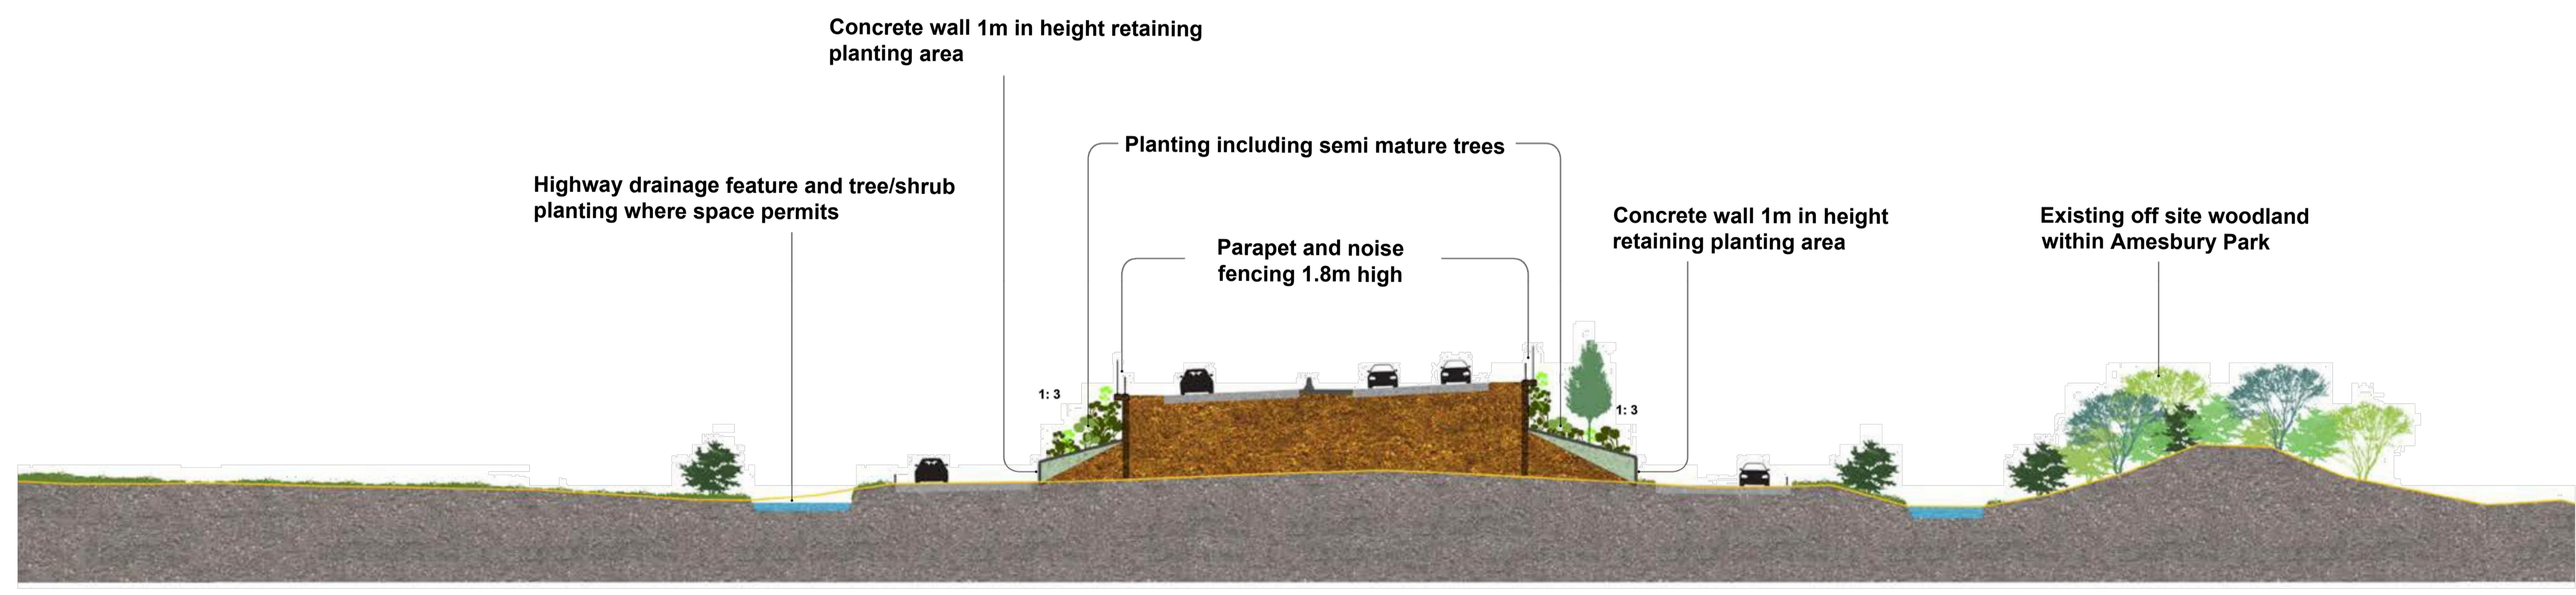 Concrete wall 1m in height retaining
planting area
Planting including semi mature trees
Highway drainage feature and tree/shrub
planting where space permits
Concrete wall 1m in height
retaining planting area
Existing off site woodland
within Amesbury Park
Parapet and noise
fencing 1.8m high
1: 3
1: 3